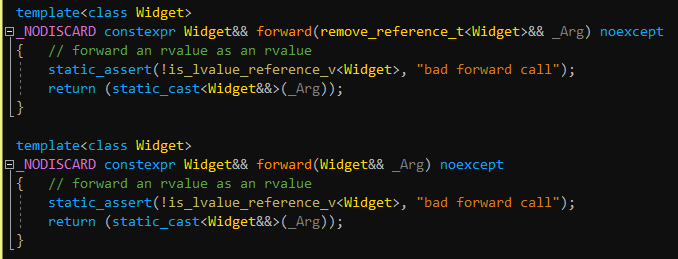 template<class Widget>
_NODISCARD constexpr Widget&& forward(remove_reference_t<Widget>&& _Arg) noexcept
{ // forward an rvalue as an rvalue
static_assert(!is_lvalue_reference_v<Widget>, "bad forward call");
return (static_cast<Widget&&>(_Arg));
}
template<class Widget>
_NODISCARD constexpr Widget&& forward(Widget&& _Arg) noexcept
{ // forward an rvalue as an rvalue
static_assert(!is_lvalue_reference_v<Widget>, "bad forward call");
return (static_cast<Widget&&>(_Arg));
}